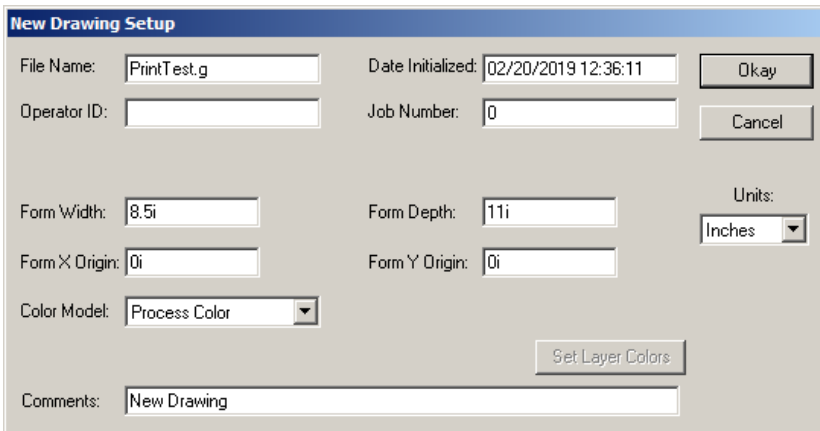 New Drawing Setup
File Name: PrintTest.g Date Initialized: 02/20/2019 12:36:11 Okay
Operator ID: Job Number: 0 Cancel
Units:
Form Width: 8.5i Form Depth: 11i Inches
Form X Origin: 0i Form Y Origin: 0i
Color Model: Process Color
Set Layer Colors
Comments: New Drawing